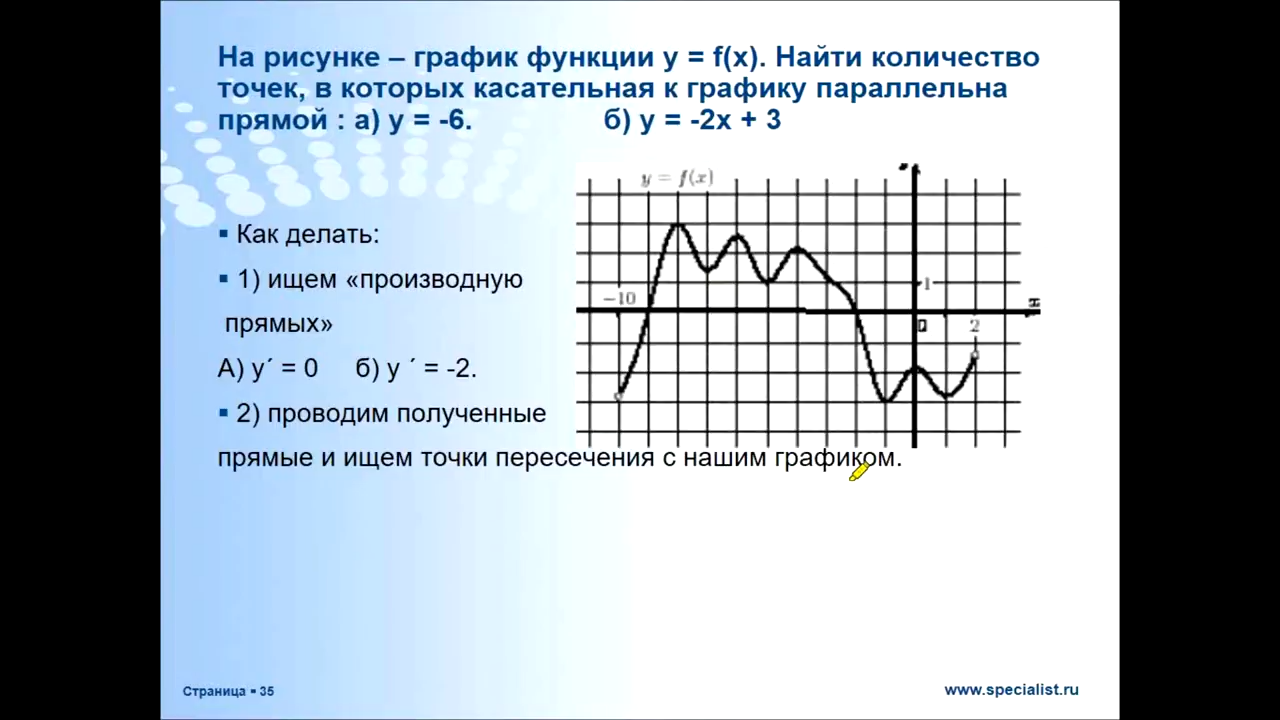 На рисунке – график функции y = f(x). Найти количество
точек, в которых касательная к графику параллельна
прямой : а) y = -6. б) y = -2x + 3
y = f(x)
▪ Как делать:
▪ 1) ищем «производную
прямых»
А) y´ = 0 б) y ´ = -2.
▪ 2) проводим полученные
прямые и ищем точки пересечения с нашим графиком.
y
1
−10
x
0
2
Страница ▪ 35
www.specialist.ru